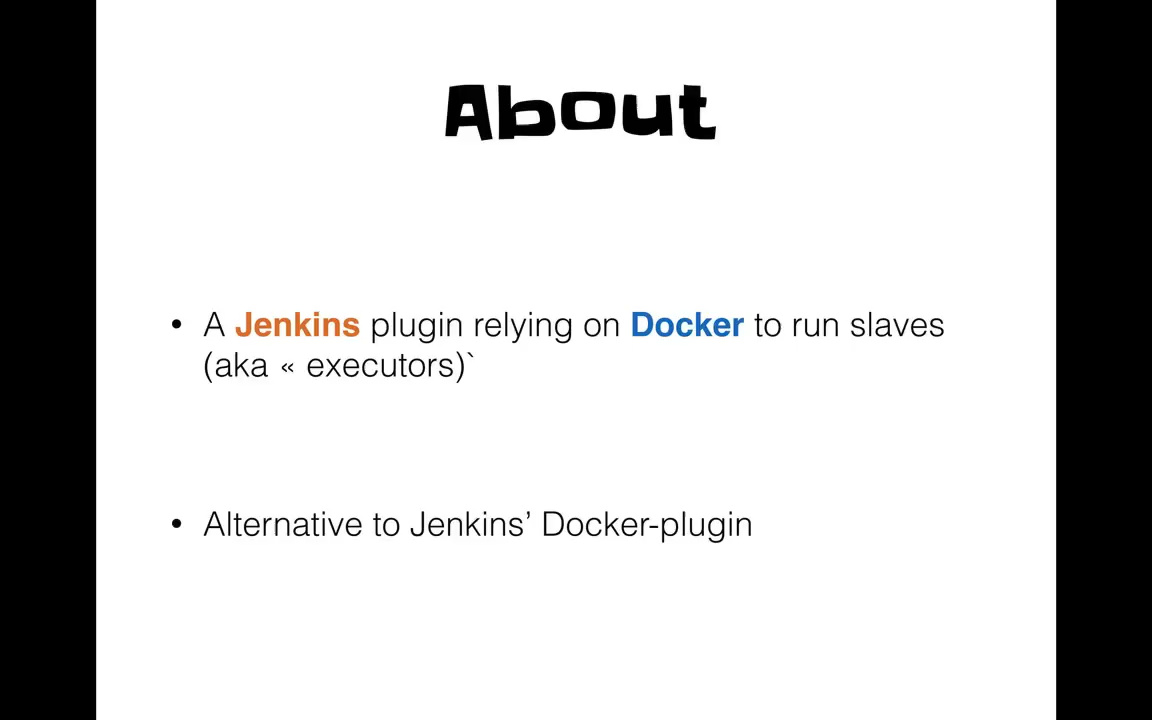 About
• A Jenkins plugin relying on Docker to run slaves
(aka « executors)`
• Alternative to Jenkins’ Docker-plugin